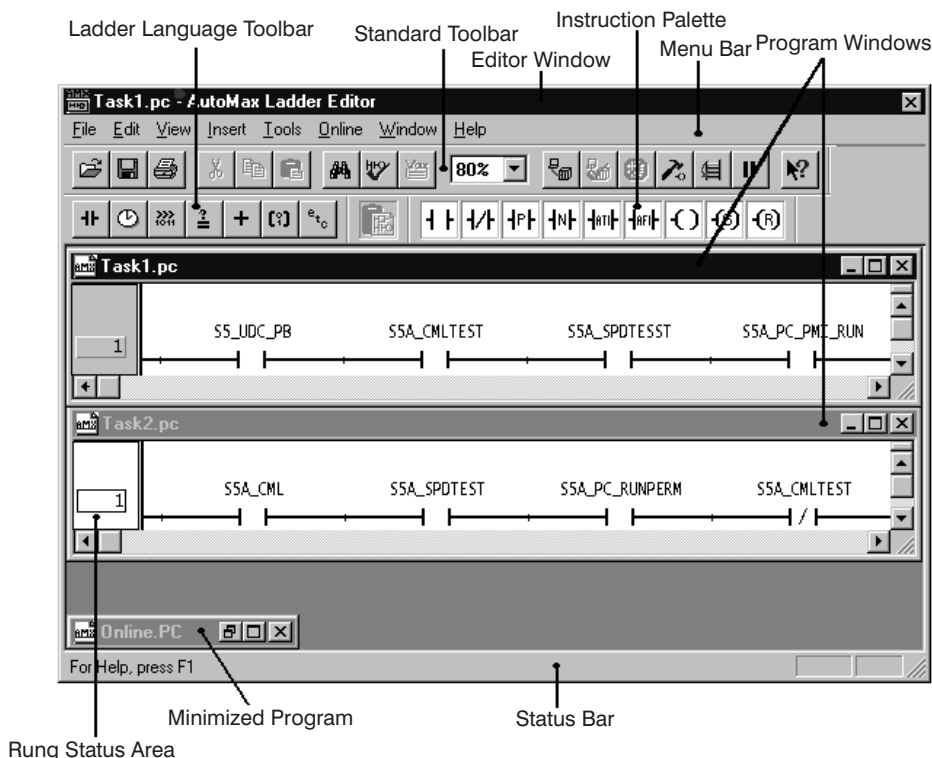 Ladder Language Toolbar
Standard Toolbar
Instruction Palette
Editor Window
Menu Bar
Program Windows
Task1.pc - AutoMax Ladder Editor
File Edit View Insert Tools Online Window Help
80%
Task1.pc
S5_UDC_PB S5A_CMLTEST S5A_SPDTESST S5A_PC_PMI_RUN
1
Task2.pc
S5A_CML S5A_SPDTEST S5A_PC_RUNPERM S5A_CMLTEST
1
Online.PC
For Help, press F1
Minimized Program
Status Bar
Rung Status Area